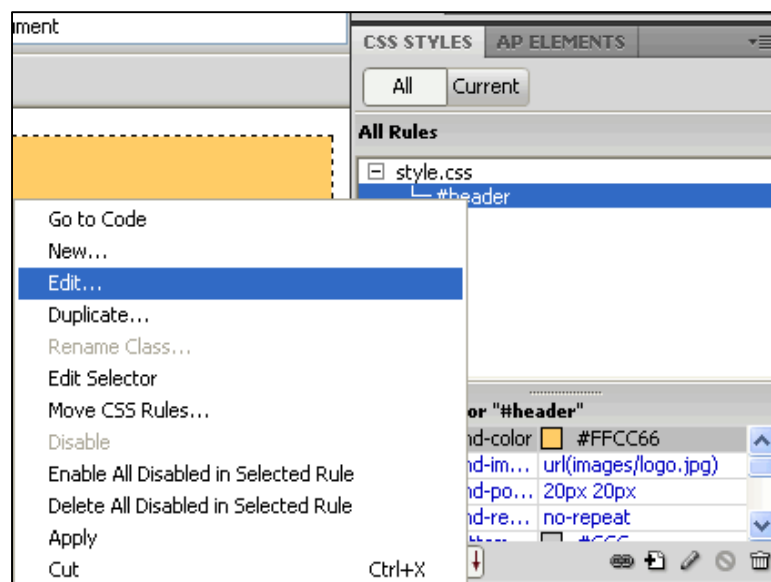 ument
CSS STYLES AP ELEMENTS
All Current
All Rules
style.css
#header
Go to Code
New...
Edit...
Duplicate...
Rename Class...
Edit Selector
Move CSS Rules...
Disable
Enable All Disabled in Selected Rule
Delete All Disabled in Selected Rule
Apply
Cut Ctrl+X
or "#header"
nd-color #FFCC66
nd-im... url(images/logo.jpg)
nd-po... 20px 20px
nd-re... no-repeat
#CCC